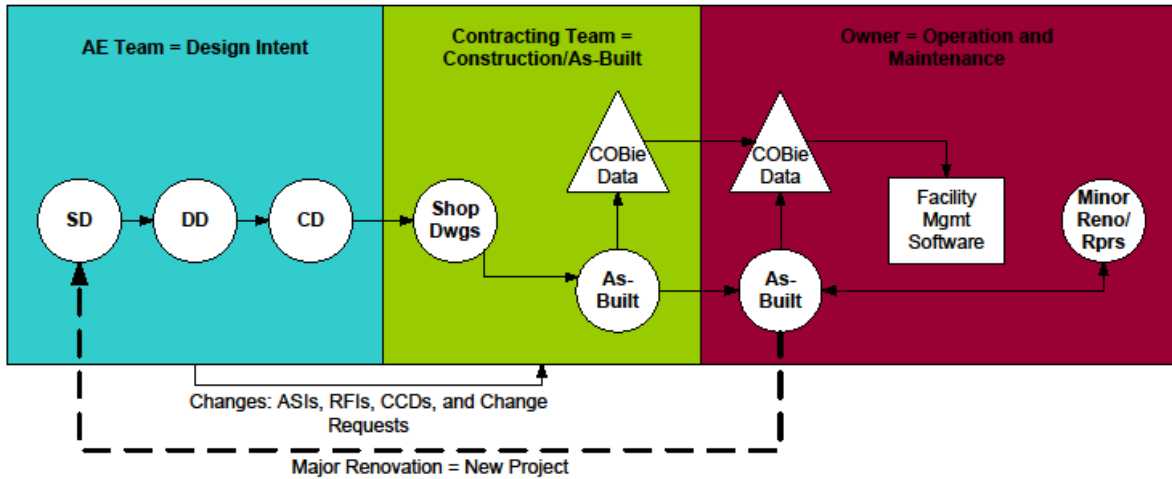 AE Team = Design Intent
Contracting Team =
Construction/As-Built
Owner = Operation and
Maintenance
COBie
Data
COBie
Data
SD
DD
CD
Shop
Dwgs
Facility
Mgmt
Software
Minor
Reno/
Rprs
As-
Built
As-
Built
Changes: ASIs, RFIs, CCDs, and Change
Requests
Major Renovation = New Project